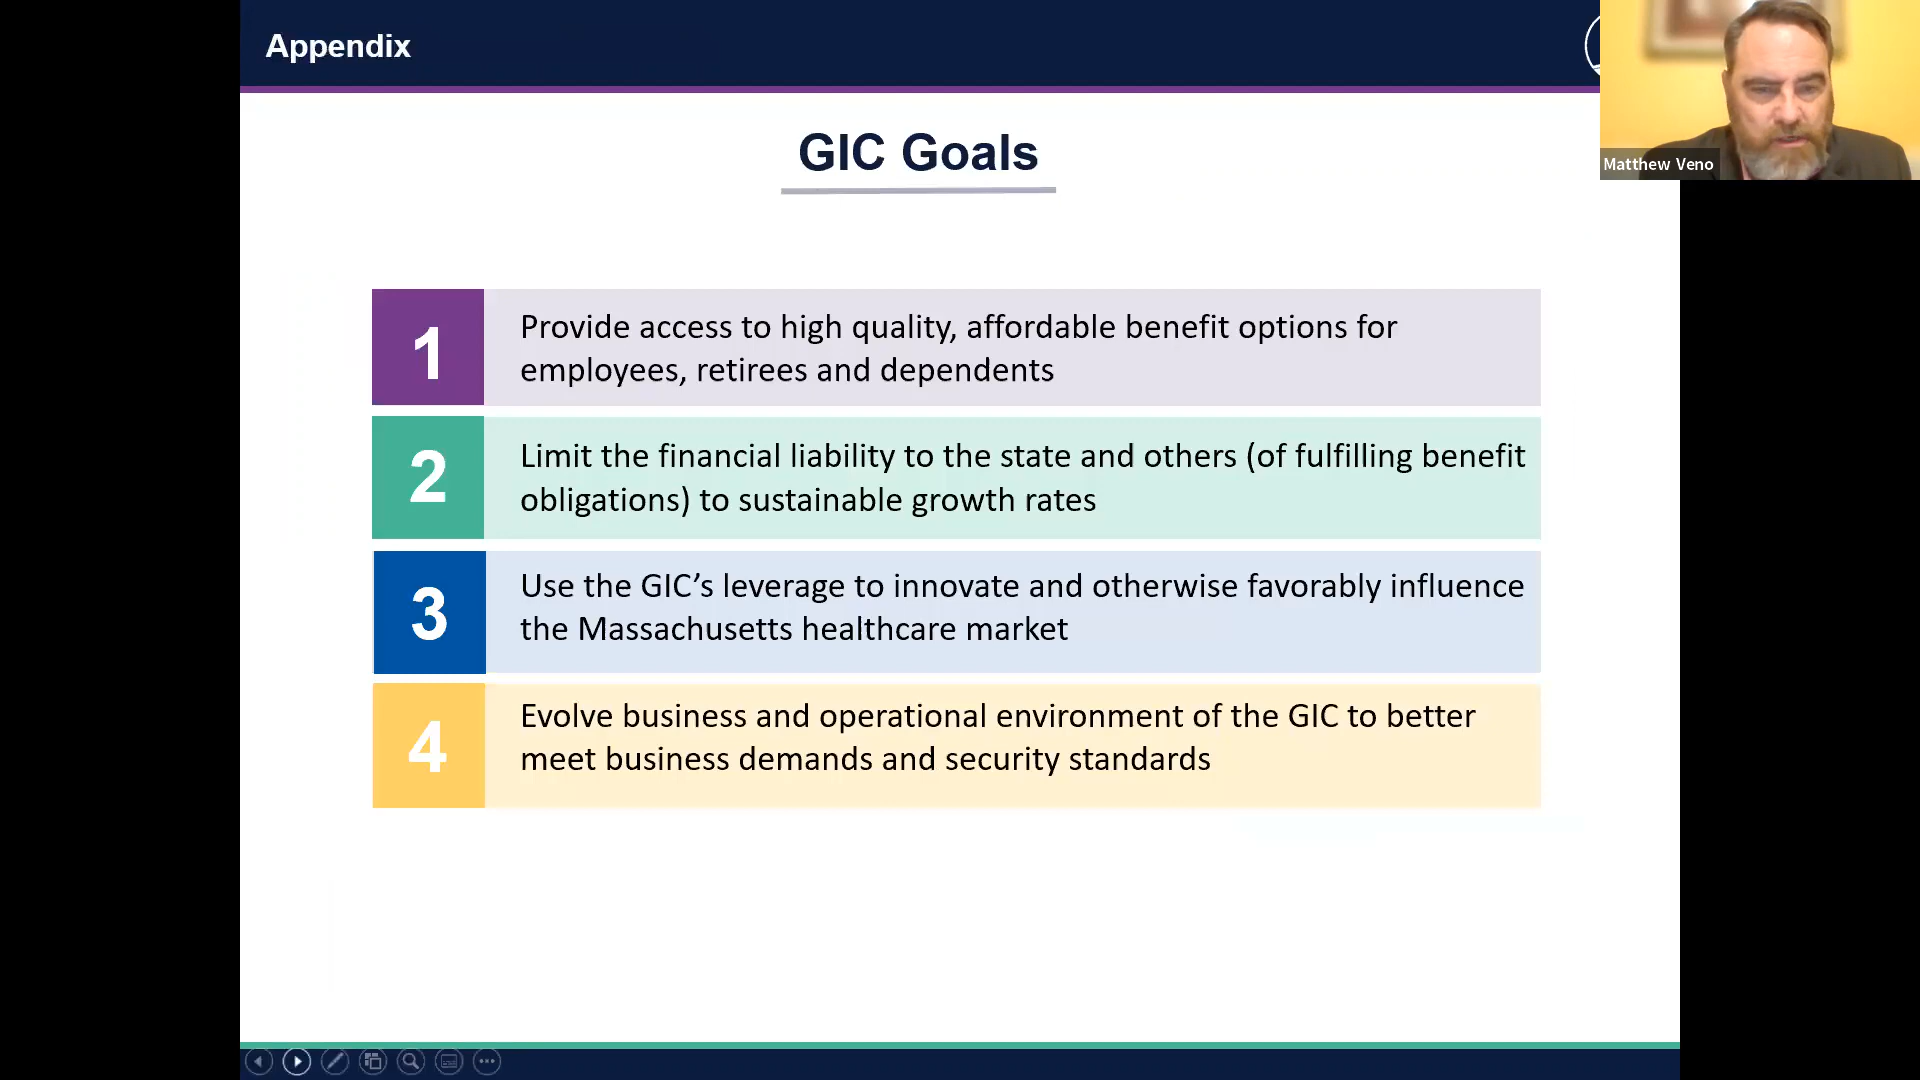 Appendix
Matthew Veno
GIC Goals
1
Provide access to high quality, affordable benefit options for
employees, retirees and dependents
2
Limit the financial liability to the state and others (of fulfilling benefit
obligations) to sustainable growth rates
3
Use the GIC’s leverage to innovate and otherwise favorably influence
the Massachusetts healthcare market
4
Evolve business and operational environment of the GIC to better
meet business demands and security standards